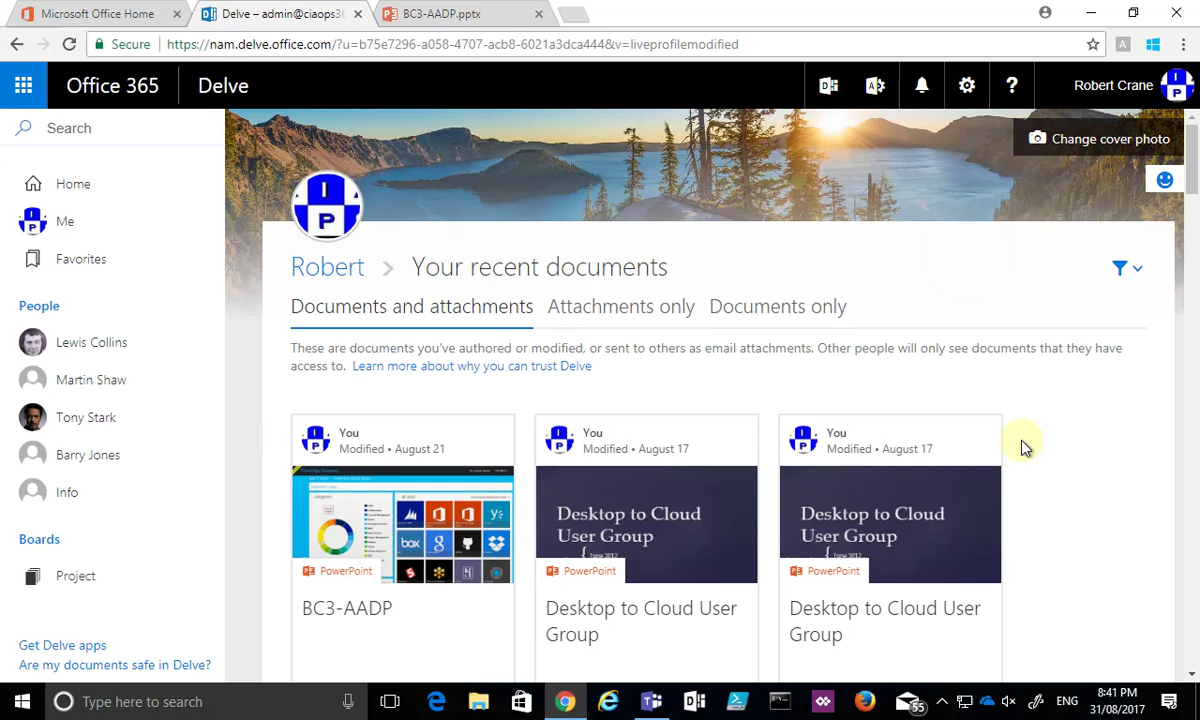 Microsoft Office Home
Delve – admin@ciaops36
BC3-AADP.pptx
Secure
https://nam.delve.office.com/?u=b75e7296-a058-4707-acb8-6021a3dca444&v=liveprofilemodified
Office 365
Delve
Robert Crane
I P
Search
Change cover photo
Home
I P
Me
I P
Favorites
Robert > Your recent documents
People
Documents and attachments
Attachments only
Documents only
Lewis Collins
These are documents you've authored or modified, or sent to others as email attachments. Other people will only see documents that they have
access to. Learn more about why you can trust Delve
Martin Shaw
Tony Stark
Barry Jones
Info
You
Modified • August 21
You
Modified • August 17
You
Modified • August 17
Boards
Project
box
Desktop to Cloud
User Group
{ June 2012
Desktop to Cloud
User Group
{ June 2012
PowerPoint
PowerPoint
PowerPoint
BC3-AADP
Desktop to Cloud User
Group
Desktop to Cloud User
Group
Get Delve apps
Are my documents safe in Delve?
Type here to search
55
ENG
8:41 PM
31/08/2017